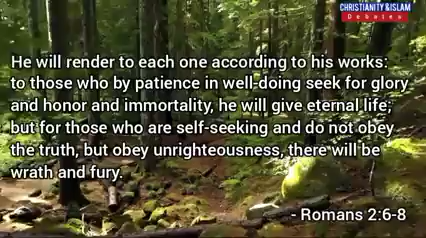 CHRISTIANITY &ISLAM
Debates
He will render to each one according to his works:
to those who by patience in well-doing seek for glory
and honor and immortality, he will give eternal life;
but for those who are self-seeking and do not obey
the truth, but obey unrighteousness, there will be
wrath and fury.
- Romans 2:6-8